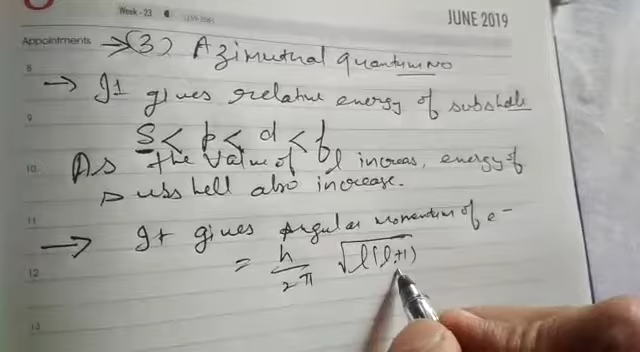 Week - 23
JUNE 2019
Appointments
→ (3) Azimuthal quantum no
8
→ It gives relative energy of subshells
9
S < p < d < f
10
As the value of l increas, energy of
subshell also increase.
11
→ It gives angular momentum of e-
= h/2π √l(l+1)
12
13